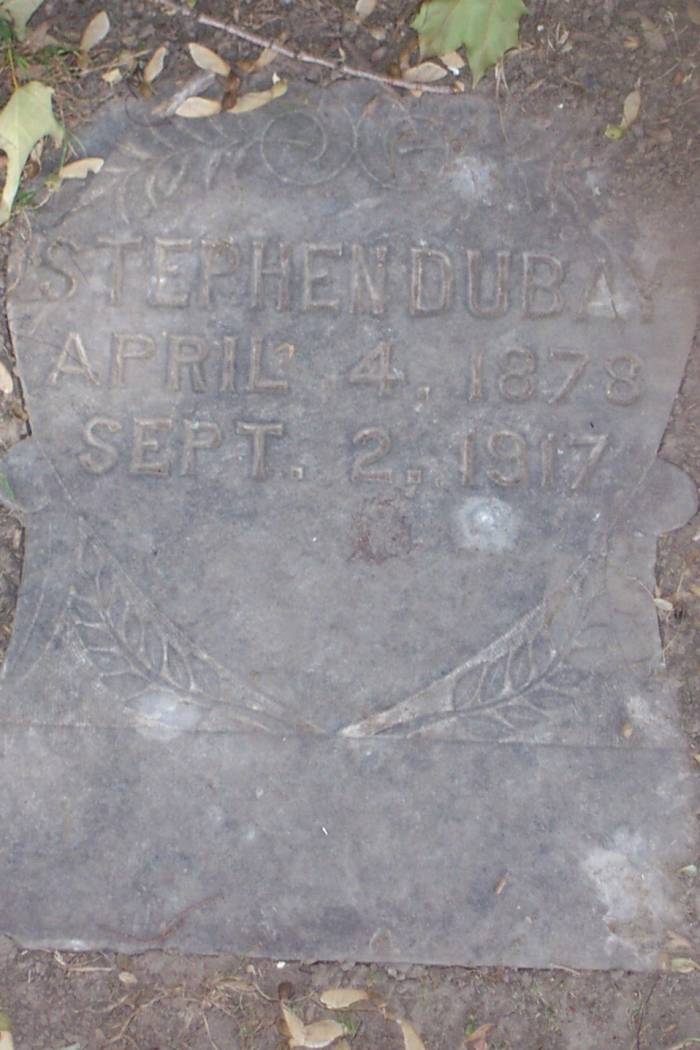 STEPHEN DUBAY
APRIL 4, 1878
SEPT. 2, 1917